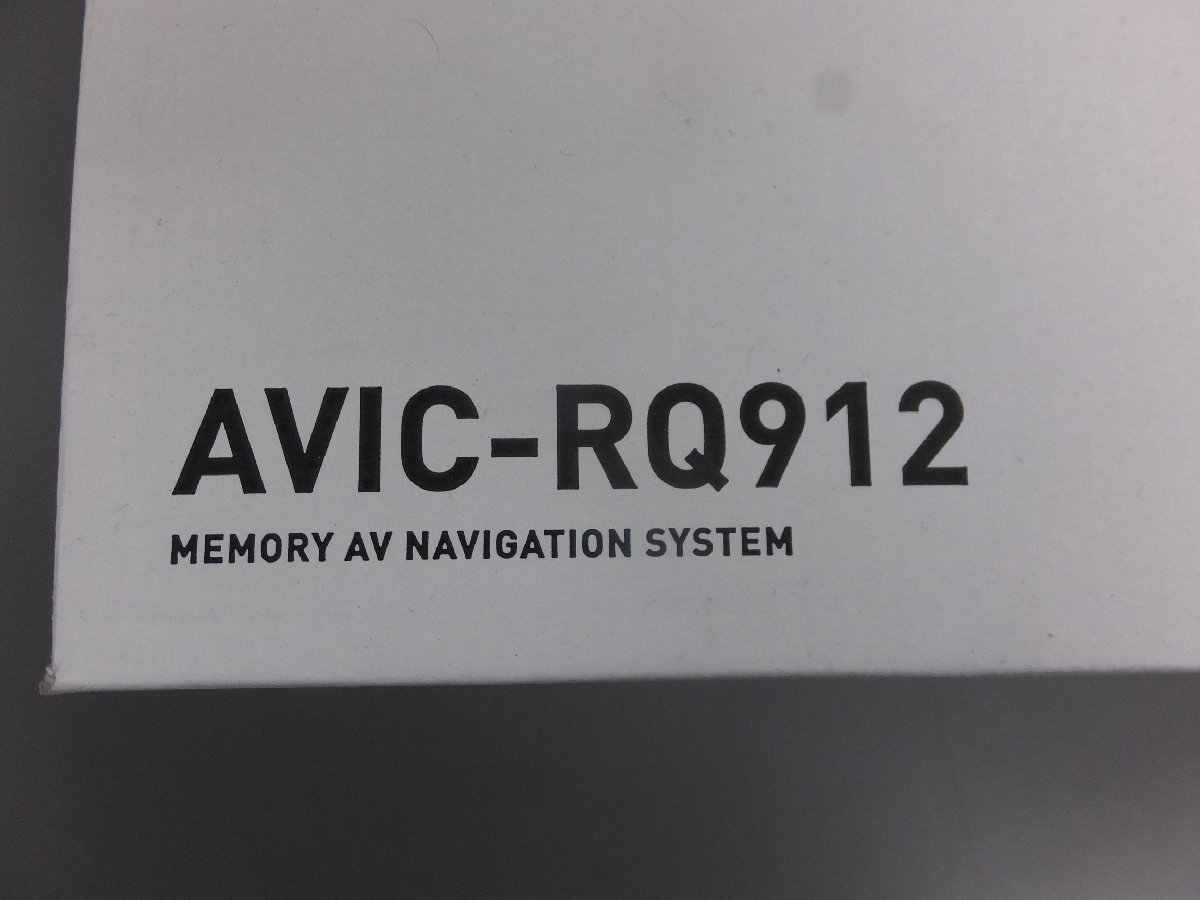 AVIC-RQ912
MEMORY AV NAVIGATION SYSTEM